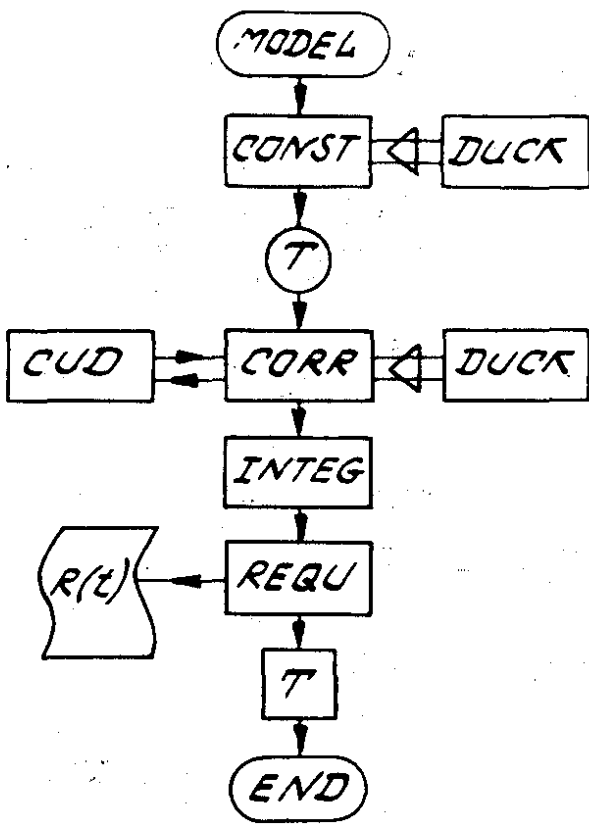 MODEL
CONST
DUCK
T
CUD
CORR
DUCK
INTEG
R(t)
REQU
T
END